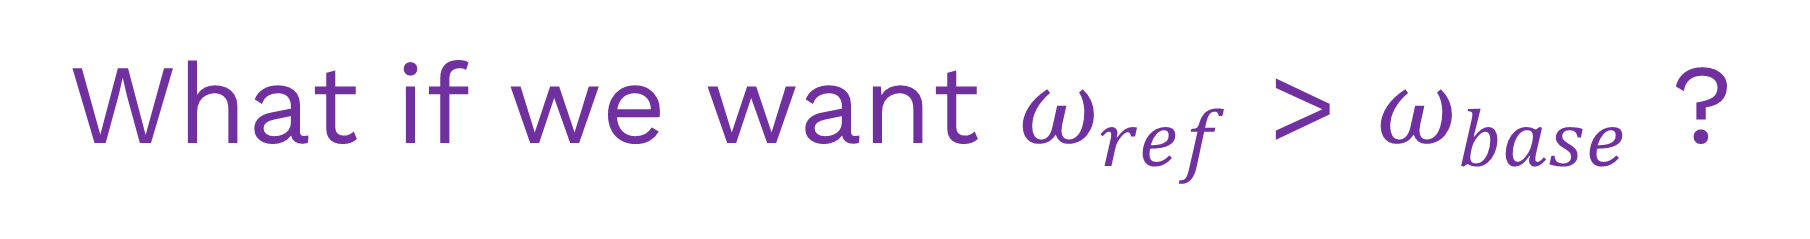 What if we want ω_ref > ω_base ?